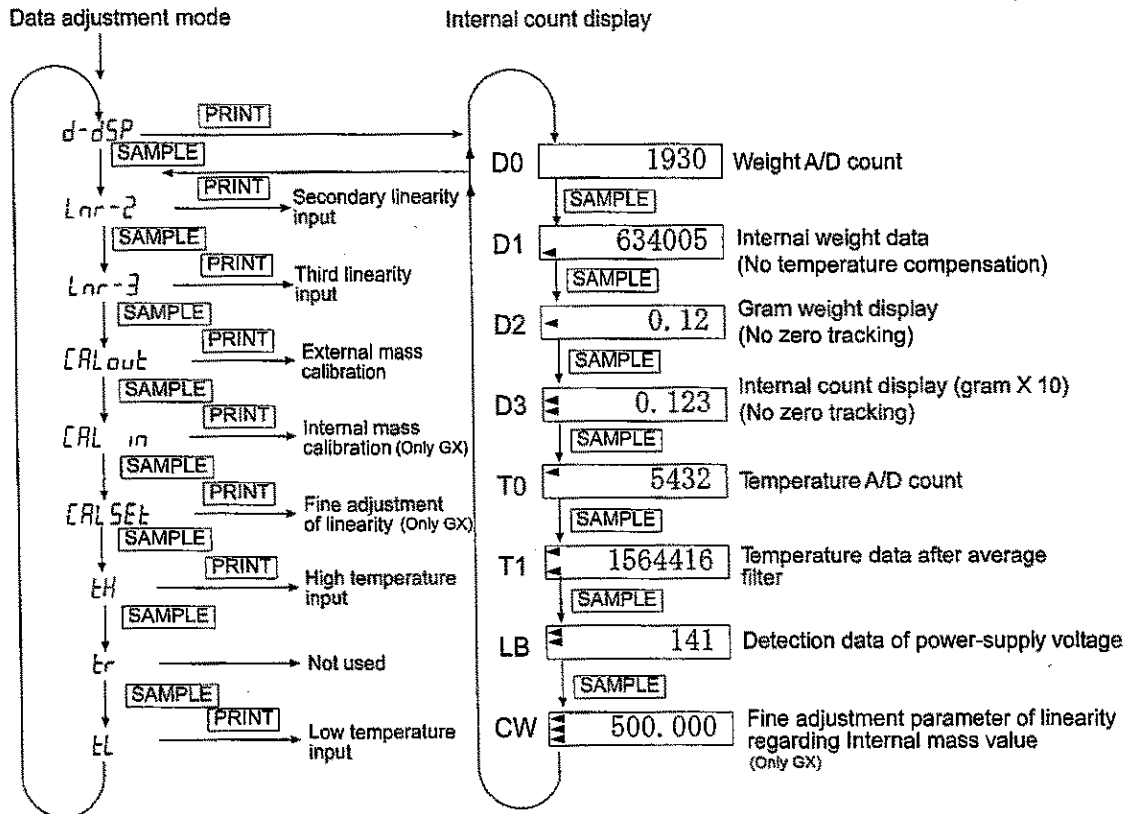 Data adjustment mode
d-dSP
PRINT
SAMPLE
Lnr-2
PRINT
Secondary linearity
input
SAMPLE
Lnr-3
PRINT
Third linearity
input
SAMPLE
CALout
PRINT
External mass
calibration
SAMPLE
CAL in
PRINT
Internal mass
calibration (Only GX)
SAMPLE
CALSEt
PRINT
Fine adjustment
of linearity (Only GX)
SAMPLE
tH
PRINT
High temperature
input
SAMPLE
tr
Not used
SAMPLE
tL
PRINT
Low temperature
input
Internal count display
D0 1930 Weight A/D count
SAMPLE
D1 634005 Internal weight data
(No temperature compensation)
SAMPLE
D2 0.12 Gram weight display
(No zero tracking)
SAMPLE
D3 0.123 Internal count display (gram X 10)
(No zero tracking)
SAMPLE
T0 5432 Temperature A/D count
SAMPLE
T1 1564416 Temperature data after average
filter
SAMPLE
LB 141 Detection data of power-supply voltage
SAMPLE
CW 500.000 Fine adjustment parameter of linearity
regarding Internal mass value
(Only GX)